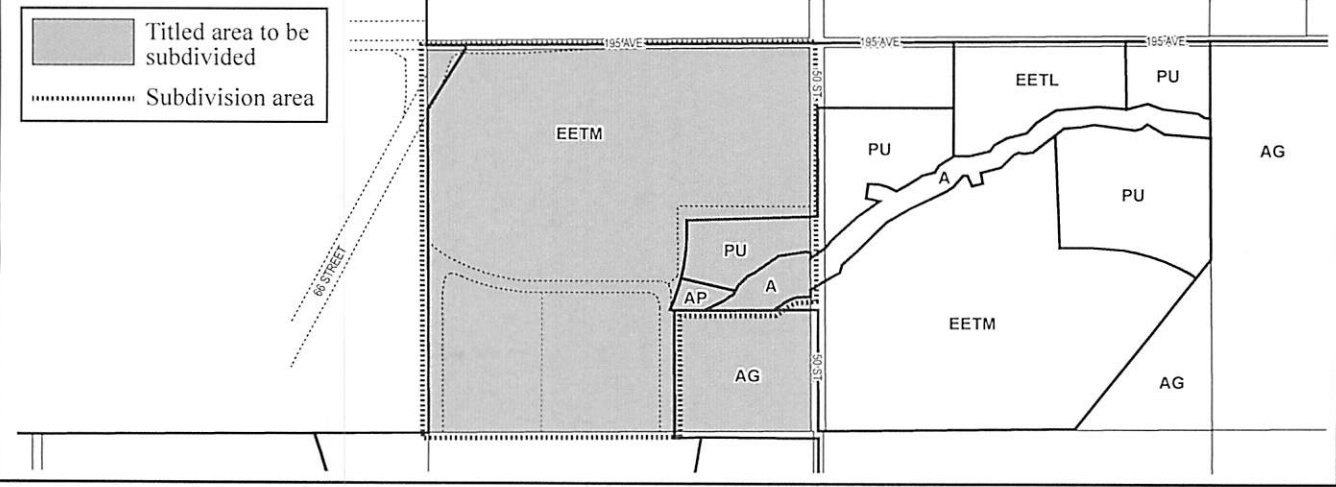 Titled area to be
subdivided
Subdivision area
195 AVE
195 AVE
195 AVE
50 ST.
EETM
EETL
PU
PU
AG
A
PU
66 STREET
PU
A
AP
EETM
50 ST.
AG
AG